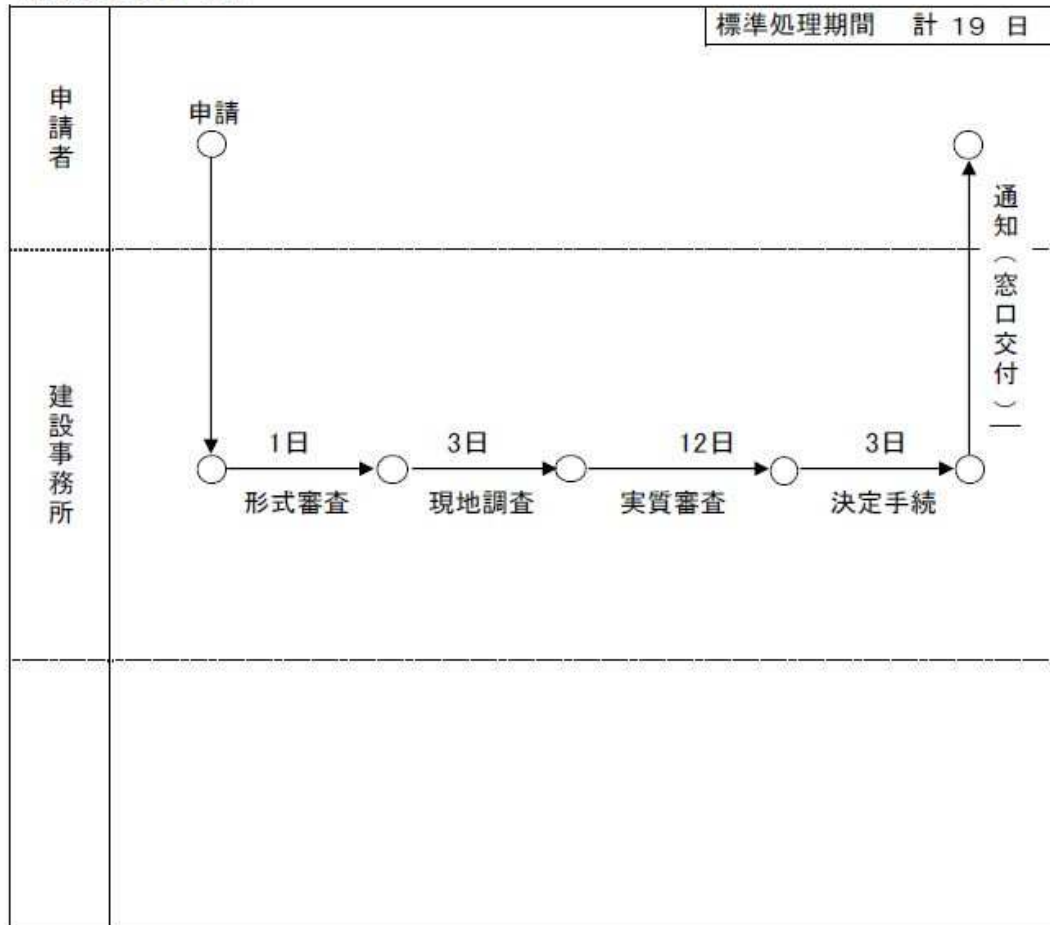 標準処理期間 計 19 日
申請者
申請
通知（窓口交付）
建設事務所
1日
3日
12日
3日
形式審査
現地調査
実質審査
決定手続